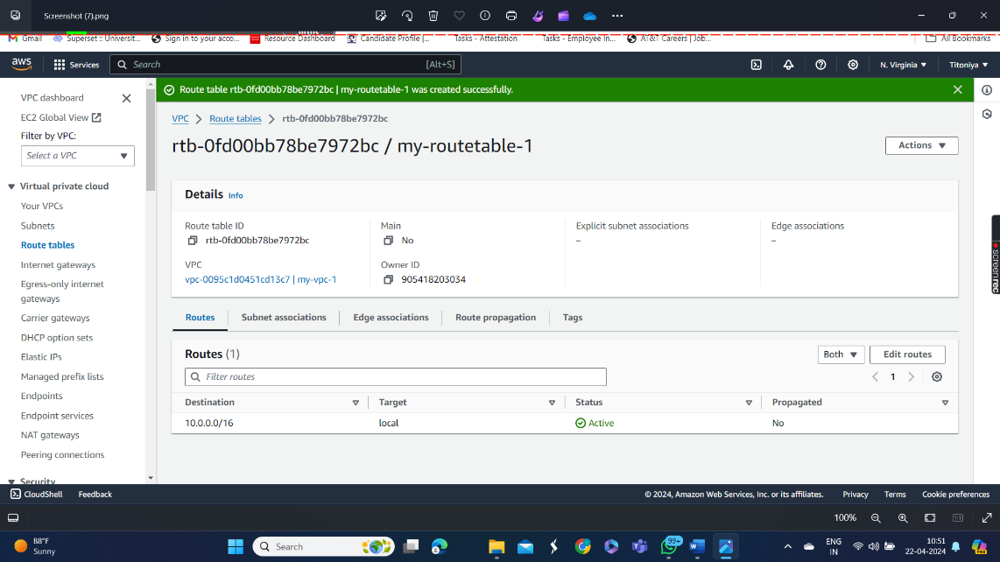 Screenshot (7).png
Gmail
Superset :: Universit...
Sign in to your acco...
Resource Dashboard
Candidate Profile |...
Tasks - Attestation
Tasks - Employee In...
AT&T Careers | Job...
All Bookmarks
aws
Services
Search
[Alt+S]
N. Virginia
Titoniya
VPC dashboard
EC2 Global View
Filter by VPC:
Select a VPC
Virtual private cloud
Your VPCs
Subnets
Route tables
Internet gateways
Egress-only internet
gateways
Carrier gateways
DHCP option sets
Elastic IPs
Managed prefix lists
Endpoints
Endpoint services
NAT gateways
Peering connections
Security
Route table rtb-0fd00bb78be7972bc | my-routetable-1 was created successfully.
VPC
Route tables
rtb-0fd00bb78be7972bc
rtb-0fd00bb78be7972bc / my-routetable-1
Actions
Details Info
Route table ID
rtb-0fd00bb78be7972bc
Main
No
Explicit subnet associations
–
Edge associations
–
VPC
vpc-0095c1d0451cd13c7 | my-vpc-1
Owner ID
905418203034
Routes
Subnet associations
Edge associations
Route propagation
Tags
Routes (1)
Both
Edit routes
Filter routes
1
Destination
Target
Status
Propagated
10.0.0.0/16
local
Active
No
screenrec
CloudShell
Feedback
© 2024, Amazon Web Services, Inc. or its affiliates.
Privacy
Terms
Cookie preferences
100%
88°F
Sunny
Search
99+
ENG
IN
10:51
22-04-2024
PRE